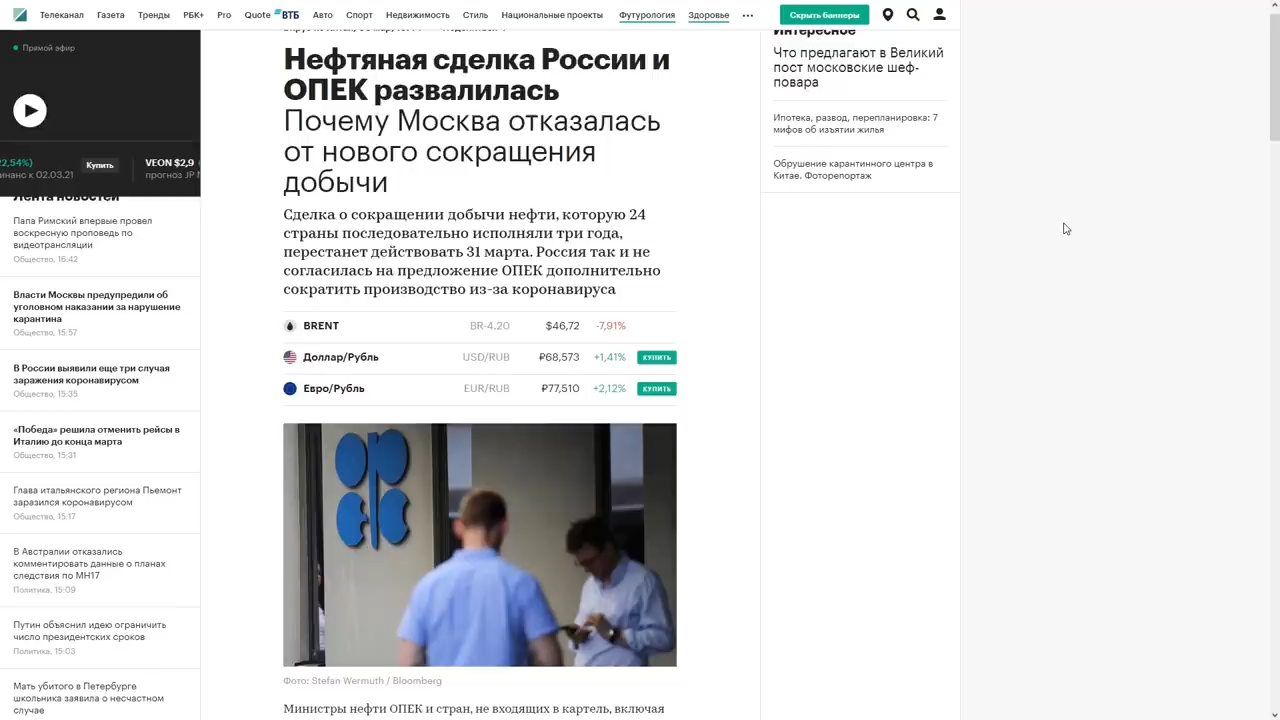 Телеканал Газета Тренды РБК+ Pro Quote ВТБ Авто Спорт Недвижимость Стиль Национальные проекты Футурология Здоровье ••• Скрыть баннеры
Прямой эфир
22,54%) Купить VEON $2,9
инанс к 02.03.21 прогноз JP
Лента новостей
Папа Римский впервые провел
воскресную проповедь по
видеотрансляции
Общество, 16:42
Власти Москвы предупредили об
уголовном наказании за нарушение
карантина
Общество, 15:57
В России выявили еще три случая
заражения коронавирусом
Общество, 15:35
«Победа» решила отменить рейсы в
Италию до конца марта
Общество, 15:31
Глава итальянского региона Пьемонт
заразился коронавирусом
Общество, 15:17
В Австралии отказались
комментировать данные о планах
следствия по MH17
Политика, 15:09
Путин объяснил идею ограничить
число президентских сроков
Политика, 15:03
Мать убитого в Петербурге
школьника заявила о несчастном
случае
Нефтяная сделка России и
ОПЕК развалилась
Почему Москва отказалась
от нового сокращения
добычи
Сделка о сокращении добычи нефти, которую 24
страны последовательно исполняли три года,
перестанет действовать 31 марта. Россия так и не
согласилась на предложение ОПЕК дополнительно
сократить производство из-за коронавируса
BRENT BR-4.20 $46,72 -7,91%
Доллар/Рубль USD/RUB ₽68,573 +1,41% КУПИТЬ
Евро/Рубль EUR/RUB ₽77,510 +2,12% КУПИТЬ
Фото: Stefan Wermuth / Bloomberg
Министры нефти ОПЕК и стран, не входящих в картель, включая
Интересное
Что предлагают в Великий
пост московские шеф-
повара
Ипотека, развод, перепланировка: 7
мифов об изъятии жилья
Обрушение карантинного центра в
Китае. Фоторепортаж